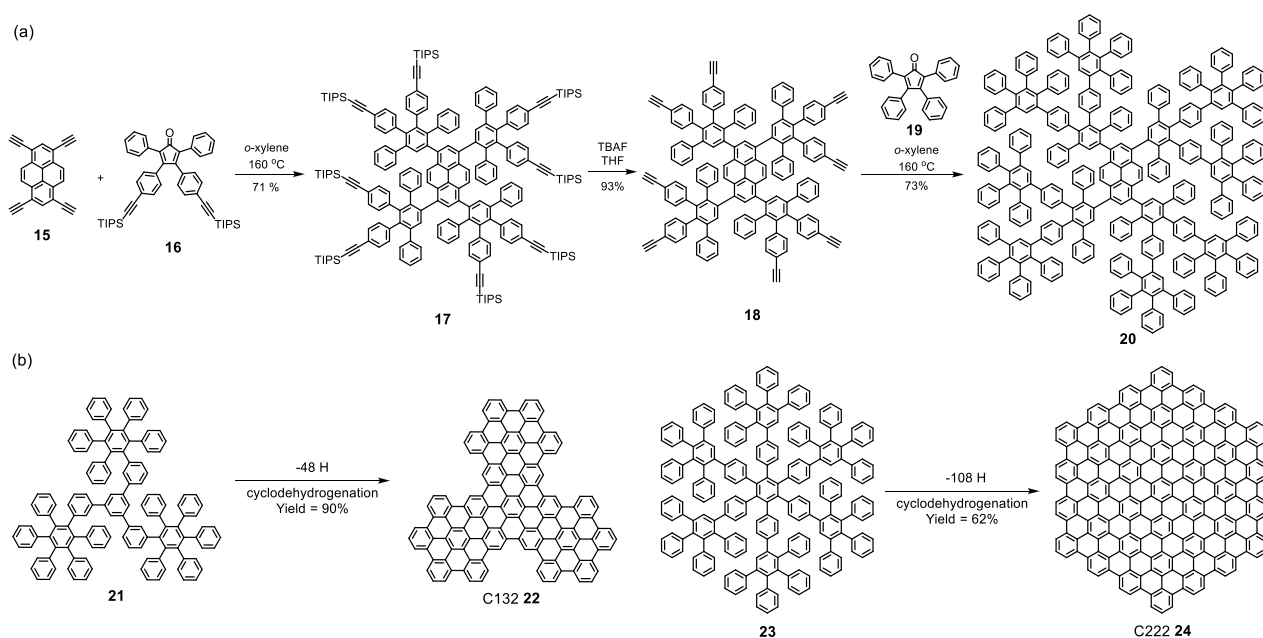 (a)
TIPS
TIPS
TIPS
TIPS
TIPS
TIPS
TIPS
TIPS
O
+
TIPS
TIPS
15
16
o-xylene
160 °C
71 %
17
TBAF
THF
93%
18
O
19
o-xylene
160 °C
73%
20
(b)
21
-48 H
cyclodehydrogenation
Yield = 90%
C132 22
23
-108 H
cyclodehydrogenation
Yield = 62%
C222 24